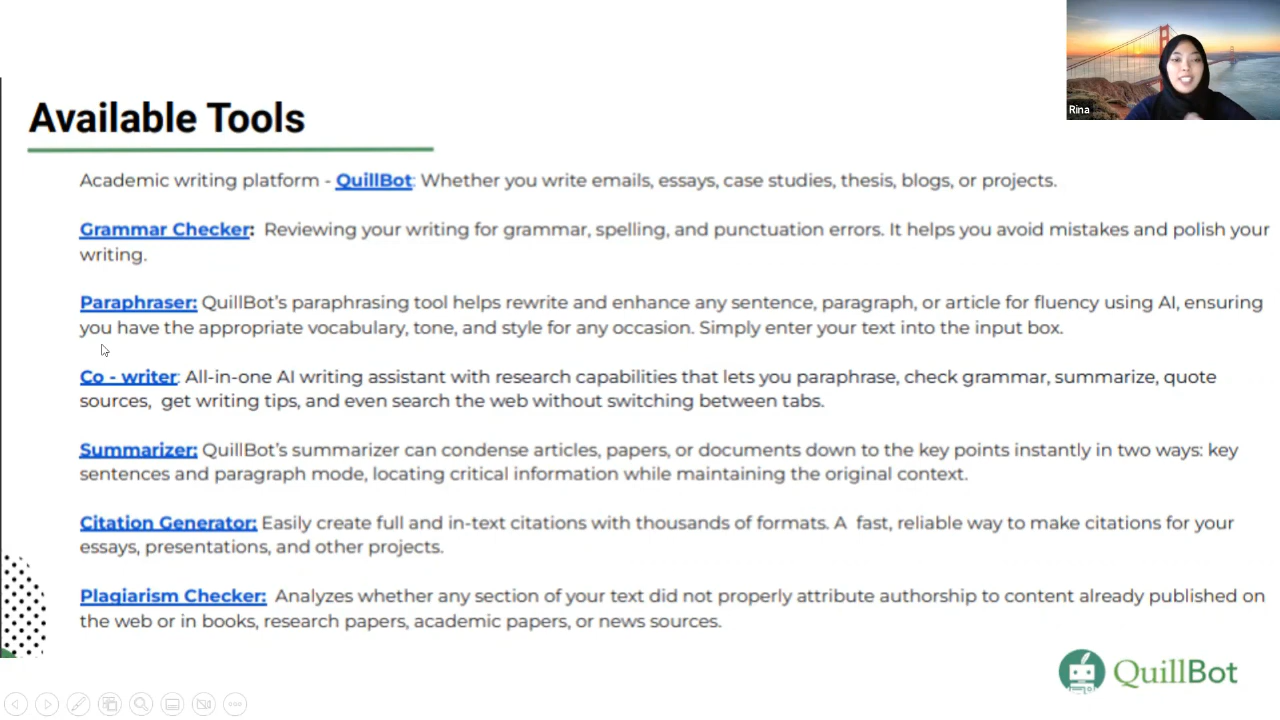 Rina
Available Tools
Academic writing platform - QuillBot: Whether you write emails, essays, case studies, thesis, blogs, or projects.
Grammar Checker: Reviewing your writing for grammar, spelling, and punctuation errors. It helps you avoid mistakes and polish your
writing.
Paraphraser: QuillBot's paraphrasing tool helps rewrite and enhance any sentence, paragraph, or article for fluency using AI, ensuring
you have the appropriate vocabulary, tone, and style for any occasion. Simply enter your text into the input box.
Co - writer: All-in-one AI writing assistant with research capabilities that lets you paraphrase, check grammar, summarize, quote
sources, get writing tips, and even search the web without switching between tabs.
Summarizer: QuillBot's summarizer can condense articles, papers, or documents down to the key points instantly in two ways: key
sentences and paragraph mode, locating critical information while maintaining the original context.
Citation Generator: Easily create full and in-text citations with thousands of formats. A fast, reliable way to make citations for your
essays, presentations, and other projects.
Plagiarism Checker: Analyzes whether any section of your text did not properly attribute authorship to content already published on
the web or in books, research papers, academic papers, or news sources.
QuillBot